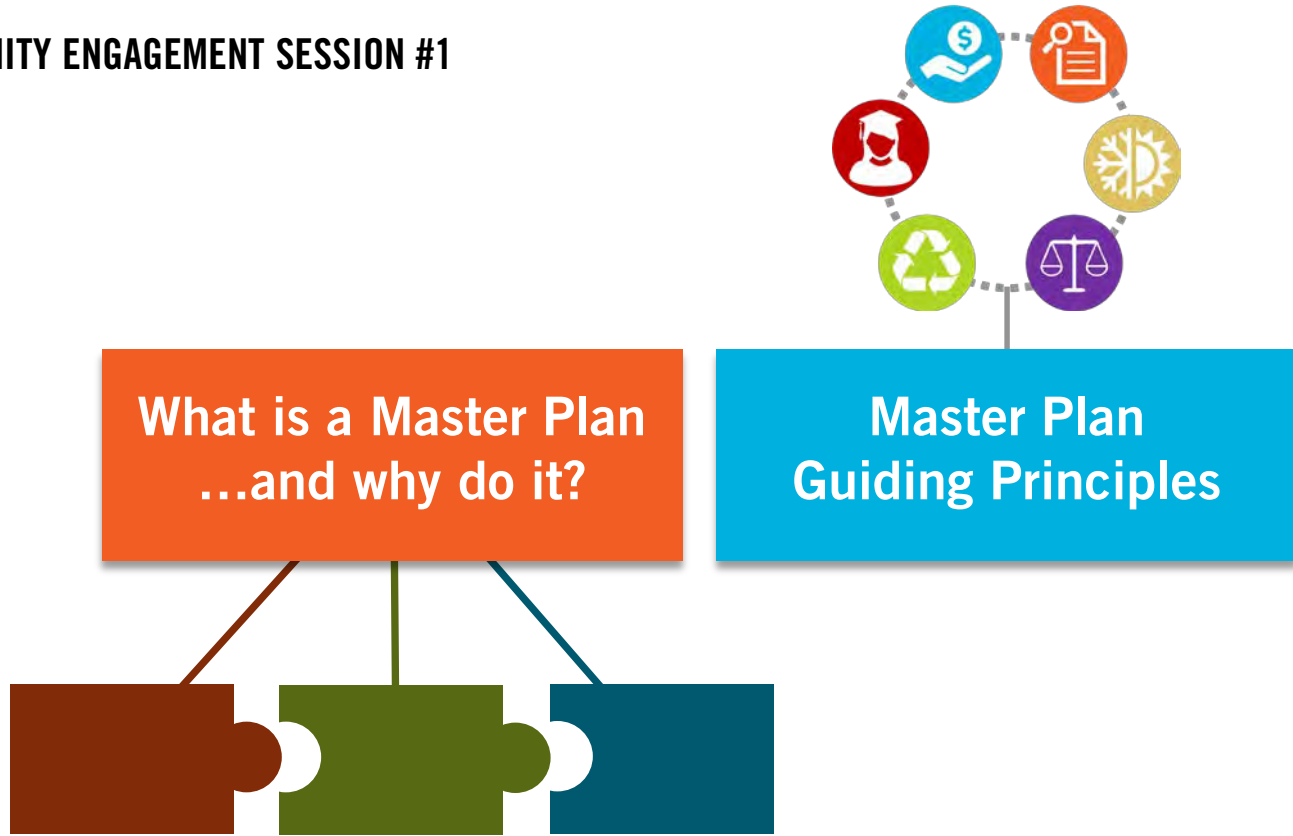 NITY ENGAGEMENT SESSION #1
$
What is a Master Plan
...and why do it?
Master Plan
Guiding Principles